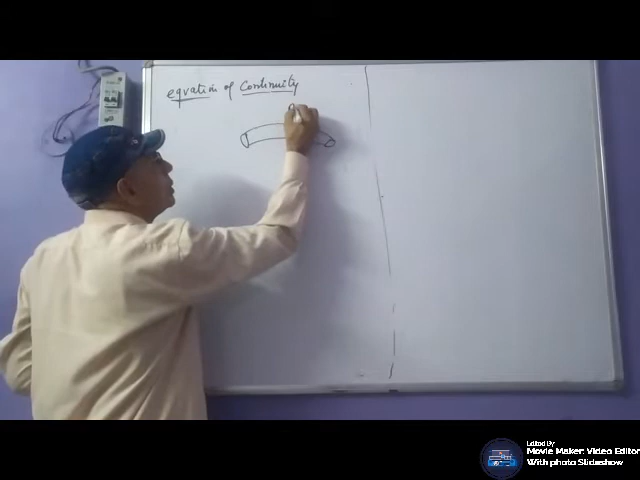 equation of Continuity
Edited By
Movie Maker: Video Editor
With photo Slideshow